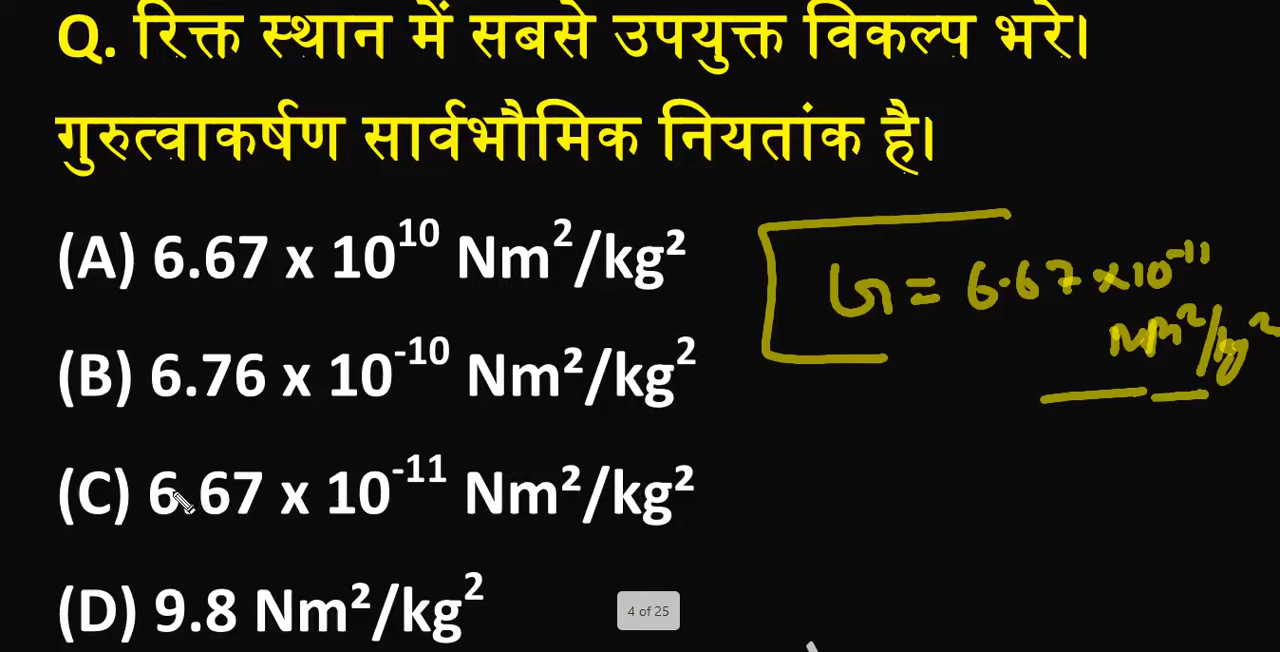 Q. रिक्त स्थान में सबसे उपयुक्त विकल्प भरे।
गुरुत्वाकर्षण सार्वभौमिक नियतांक है।
(A) 6.67 x 10¹⁰ Nm²/kg²
(B) 6.76 x 10⁻¹⁰ Nm²/kg²
(C) 6.67 x 10⁻¹¹ Nm²/kg²
(D) 9.8 Nm²/kg²
G = 6.67 x 10⁻¹¹
Nm²/kg²
4 of 25